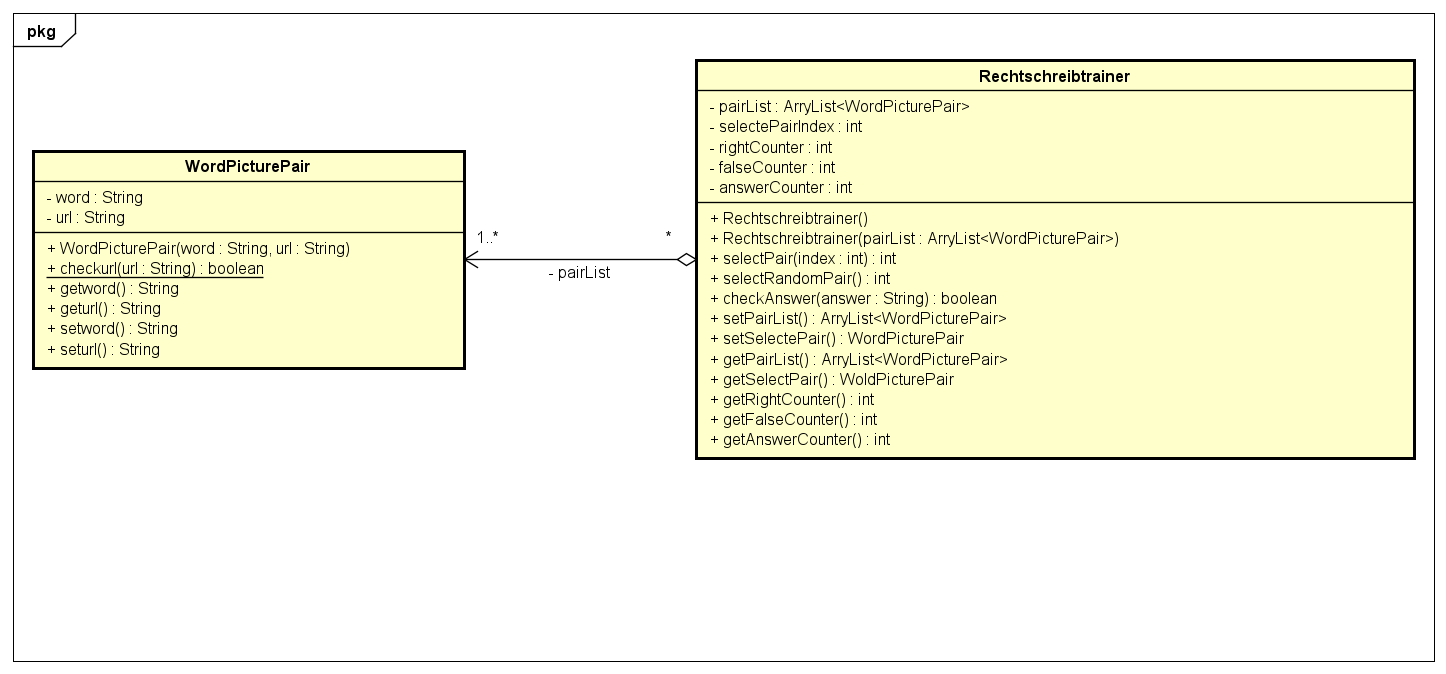 pkg
WordPicturePair
- word : String
- url : String
+ WordPicturePair(word : String, url : String)
+ checkurl(url : String) : boolean
+ getword() : String
+ geturl() : String
+ setword() : String
+ seturl() : String
1..*
*
- pairList
Rechtschreibtrainer
- pairList : ArryList<WordPicturePair>
- selectePairIndex : int
- rightCounter : int
- falseCounter : int
- answerCounter : int
+ Rechtschreibtrainer()
+ Rechtschreibtrainer(pairList : ArryList<WordPicturePair>)
+ selectPair(index : int) : int
+ selectRandomPair() : int
+ checkAnswer(answer : String) : boolean
+ setPairList() : ArryList<WordPicturePair>
+ setSelectePair() : WordPicturePair
+ getPairList() : ArryList<WordPicturePair>
+ getSelectPair() : WoldPicturePair
+ getRightCounter() : int
+ getFalseCounter() : int
+ getAnswerCounter() : int